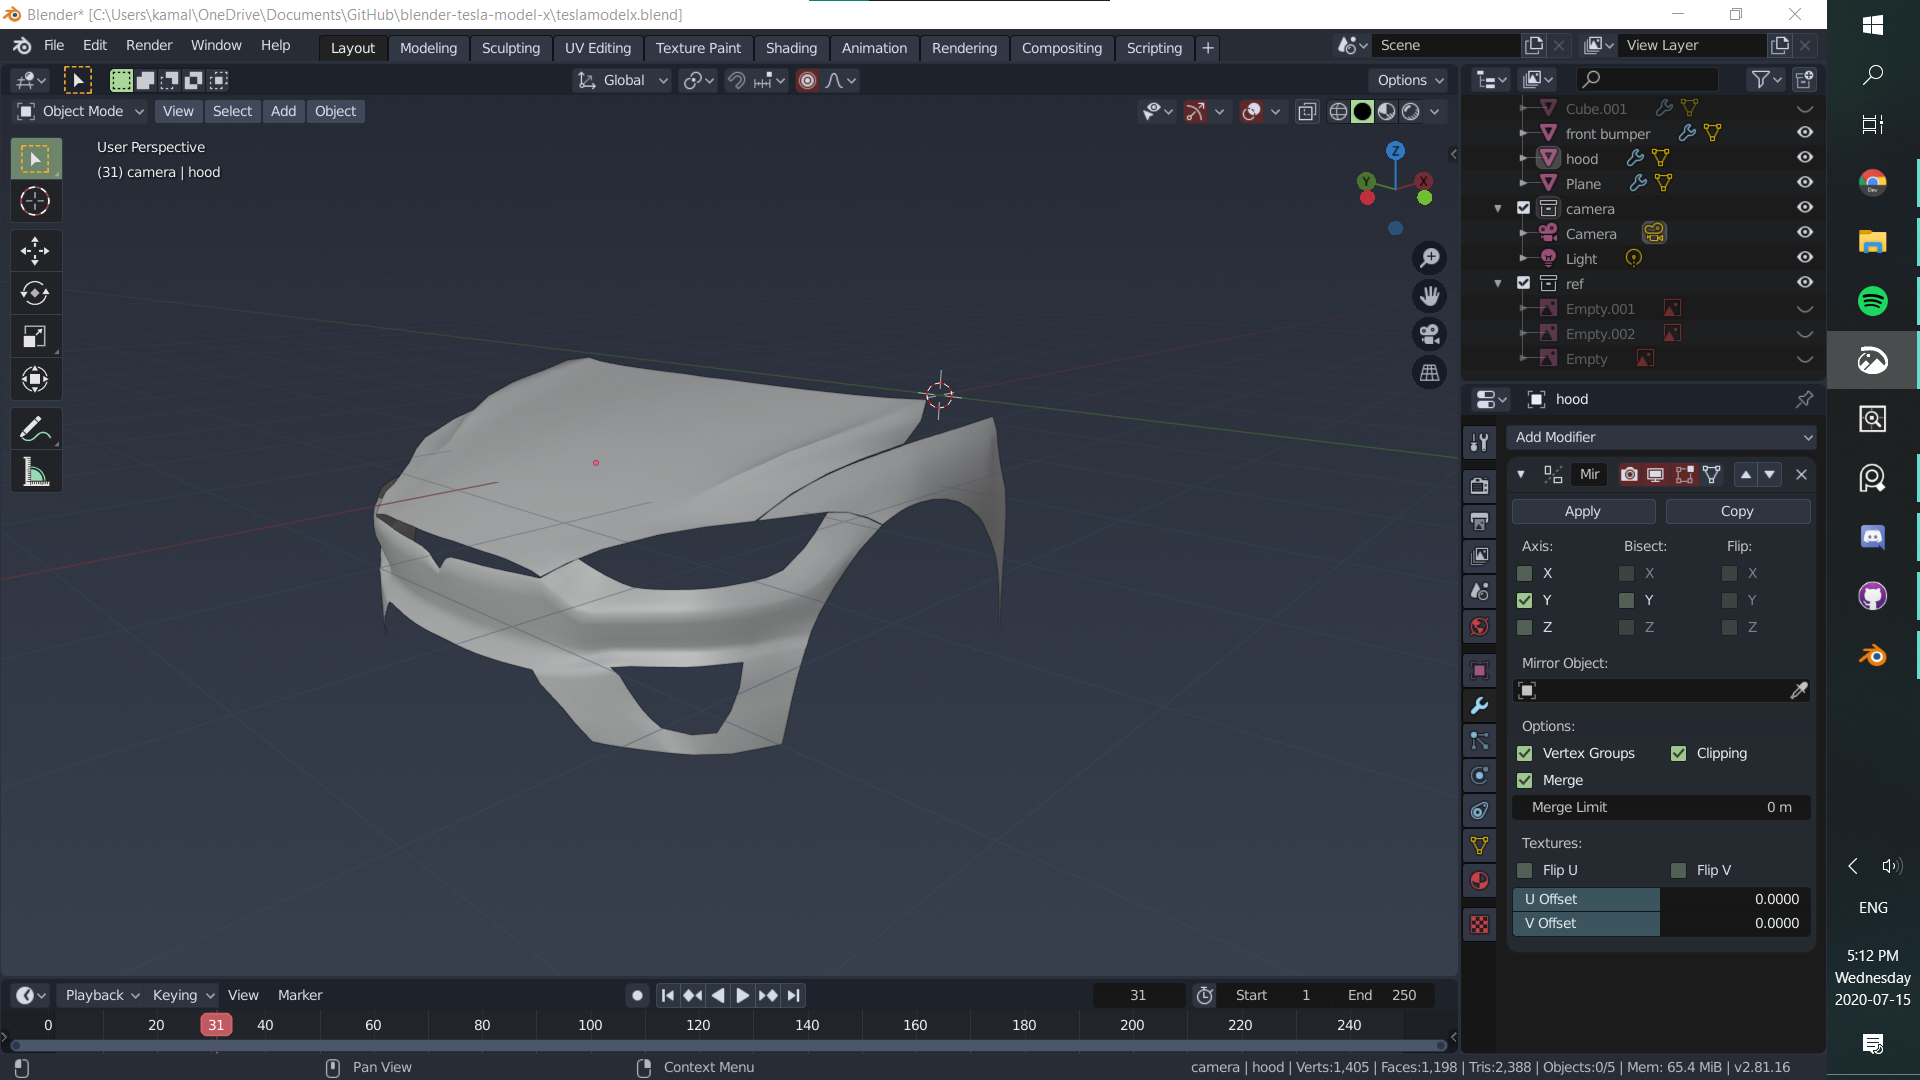 Blender* [C:\Users\kamal\OneDrive\Documents\GitHub\blender-tesla-model-x\teslamodelx.blend]
File Edit Render Window Help Layout Modeling Sculpting UV Editing Texture Paint Shading Animation Rendering Compositing Scripting + Scene View Layer
Global Options
Object Mode View Select Add Object
User Perspective
(31) camera | hood
Z
Y X
Cube.001
front bumper
hood
Plane
camera
Camera
Light
ref
Empty.001
Empty.002
Empty
hood
Add Modifier
Mir
Apply Copy
Axis: Bisect: Flip:
X X X
Y Y Y
Z Z Z
Mirror Object:
Options:
Vertex Groups Clipping
Merge
Merge Limit 0 m
Textures:
Flip U Flip V
U Offset 0.0000
V Offset 0.0000
Playback Keying View Marker 31 Start 1 End 250
0 20 31 40 60 80 100 120 140 160 180 200 220 240
Pan View Context Menu camera | hood | Verts:1,405 | Faces:1,198 | Tris:2,388 | Objects:0/5 | Mem: 65.4 MiB | v2.81.16
Dev
ENG
5:12 PM
Wednesday
2020-07-15